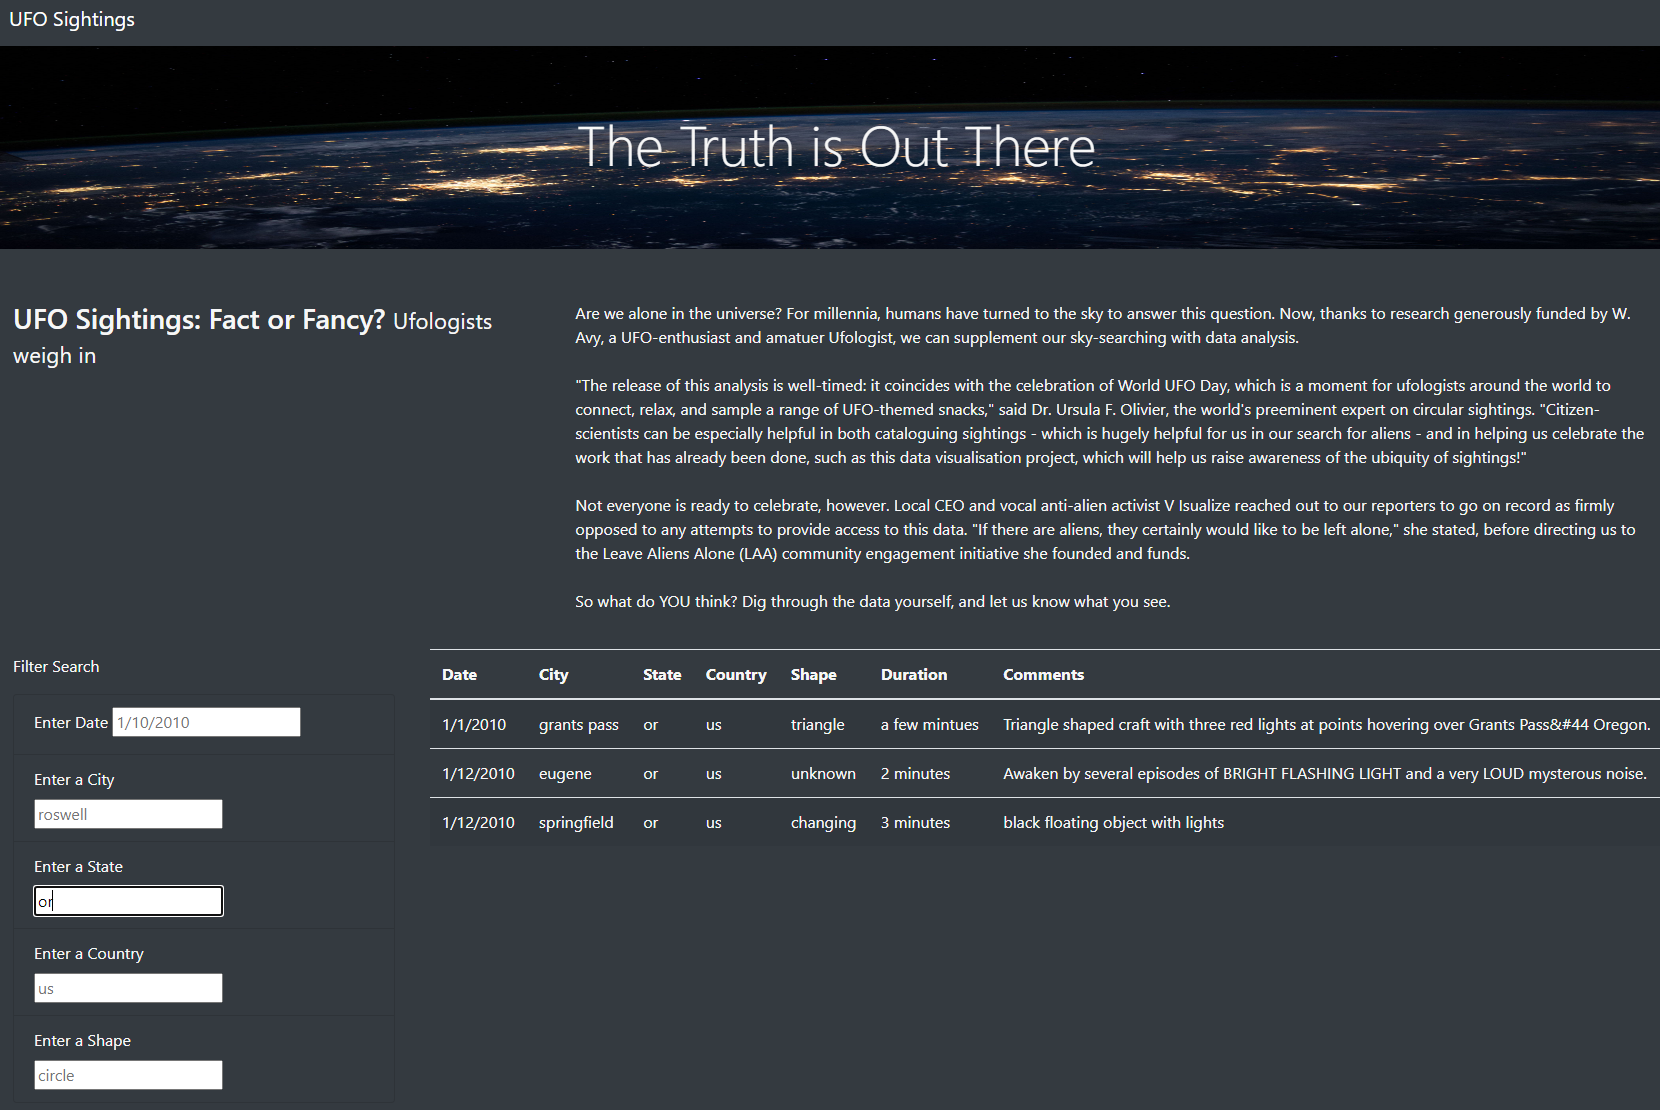 UFO Sightings
The Truth is Out There
UFO Sightings: Fact or Fancy? Ufologists
weigh in
Are we alone in the universe? For millennia, humans have turned to the sky to answer this question. Now, thanks to research generously funded by W.
Avy, a UFO-enthusiast and amatuer Ufologist, we can supplement our sky-searching with data analysis.
"The release of this analysis is well-timed: it coincides with the celebration of World UFO Day, which is a moment for ufologists around the world to
connect, relax, and sample a range of UFO-themed snacks," said Dr. Ursula F. Olivier, the world's preeminent expert on circular sightings. "Citizen-
scientists can be especially helpful in both cataloguing sightings - which is hugely helpful for us in our search for aliens - and in helping us celebrate the
work that has already been done, such as this data visualisation project, which will help us raise awareness of the ubiquity of sightings!"
Not everyone is ready to celebrate, however. Local CEO and vocal anti-alien activist V Isualize reached out to our reporters to go on record as firmly
opposed to any attempts to provide access to this data. "If there are aliens, they certainly would like to be left alone," she stated, before directing us to
the Leave Aliens Alone (LAA) community engagement initiative she founded and funds.
So what do YOU think? Dig through the data yourself, and let us know what you see.
Filter Search
Enter Date 1/10/2010
Enter a City
roswell
Enter a State
or
Enter a Country
us
Enter a Shape
circle
Date City State Country Shape Duration Comments
1/1/2010 grants pass or us triangle a few mintues Triangle shaped craft with three red lights at points hovering over Grants Pass&#44 Oregon.
1/12/2010 eugene or us unknown 2 minutes Awaken by several episodes of BRIGHT FLASHING LIGHT and a very LOUD mysterous noise.
1/12/2010 springfield or us changing 3 minutes black floating object with lights